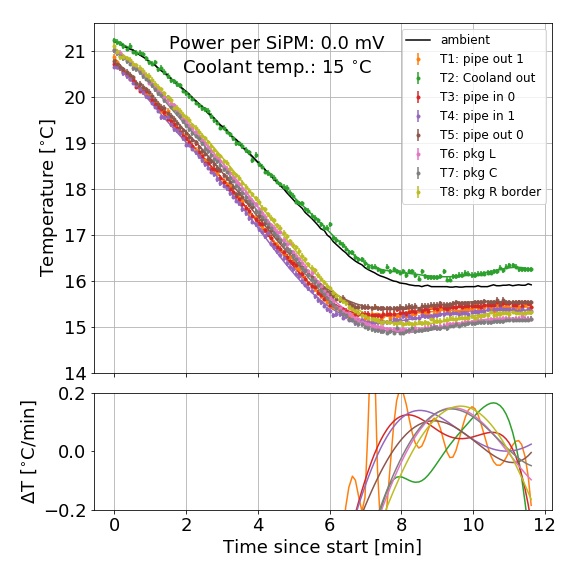 Power per SiPM: 0.0 mV
Coolant temp.: 15 °C
ambient
T1: pipe out 1
T2: Cooland out
T3: pipe in 0
T4: pipe in 1
T5: pipe out 0
T6: pkg L
T7: pkg C
T8: pkg R border
Temperature [°C]
21
20
19
18
17
16
15
14
ΔT [°C/min]
0.2
0.0
−0.2
0 2 4 6 8 10 12
Time since start [min]